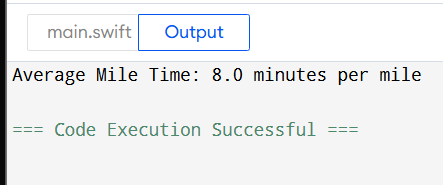 main.swift Output
Average Mile Time: 8.0 minutes per mile
=== Code Execution Successful ===